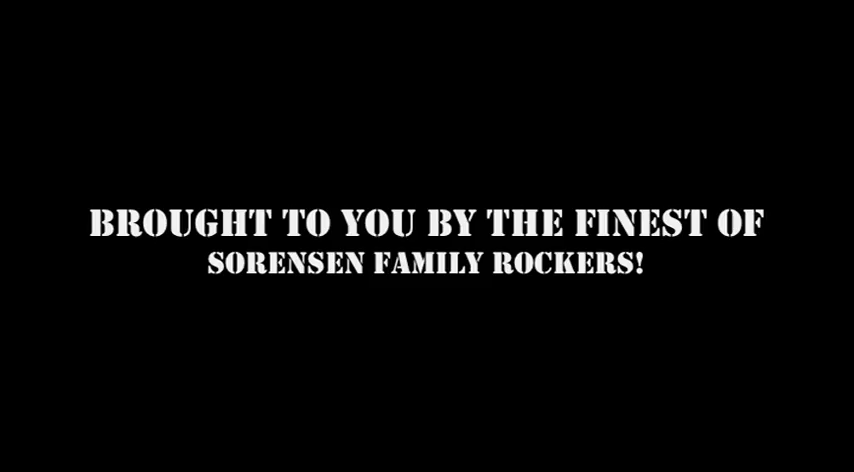 BROUGHT TO YOU BY THE FINEST OF
SORENSEN FAMILY ROCKERS!